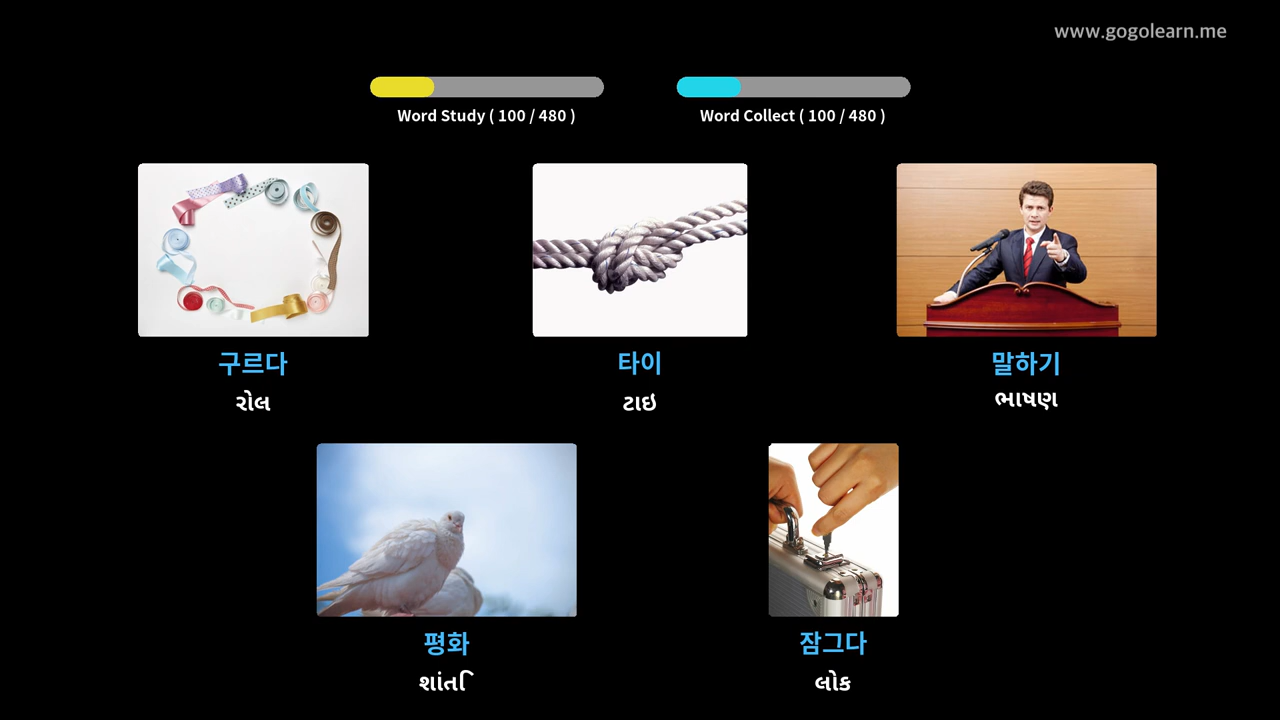 www.gogolearn.me
Word Study ( 100 / 480 )
Word Collect ( 100 / 480 )
구르다
타이
말하기
રોલ
ટાઇ
ભાષણ
평화
잠그다
શાંતિ
લોક